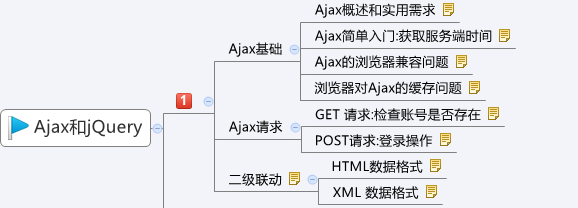 Ajax和jQuery
1
Ajax基础
Ajax概述和实用需求
Ajax简单入门:获取服务端时间
Ajax的浏览器兼容问题
浏览器对Ajax的缓存问题
Ajax请求
GET 请求:检查账号是否存在
POST请求:登录操作
二级联动
HTML数据格式
XML 数据格式